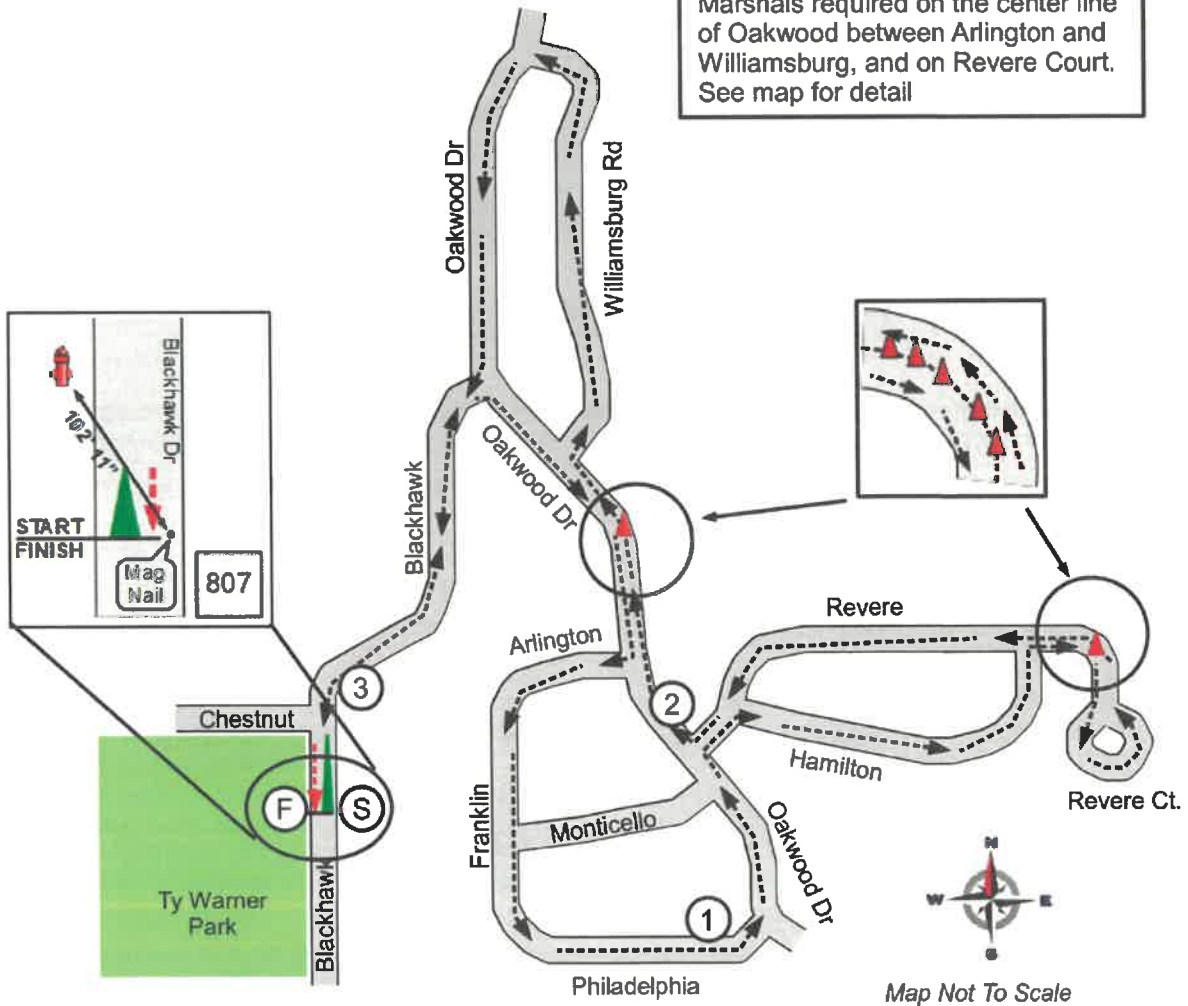 Marshals required on the center line
of Oakwood between Arlington and
Williamsburg, and on Revere Court.
See map for detail
Oakwood Dr
Williamsburg Rd
Blackhawk Dr
102' 11"
START
FINISH
Mag
Nail
807
Oakwood Dr
Blackhawk
Revere
Arlington
3
2
Chestnut
Hamilton
Revere Ct.
F
S
Franklin
Monticello
Oakwood Dr
Ty Warner
Park
Blackhawk
1
Philadelphia
N
W
E
S
Map Not To Scale